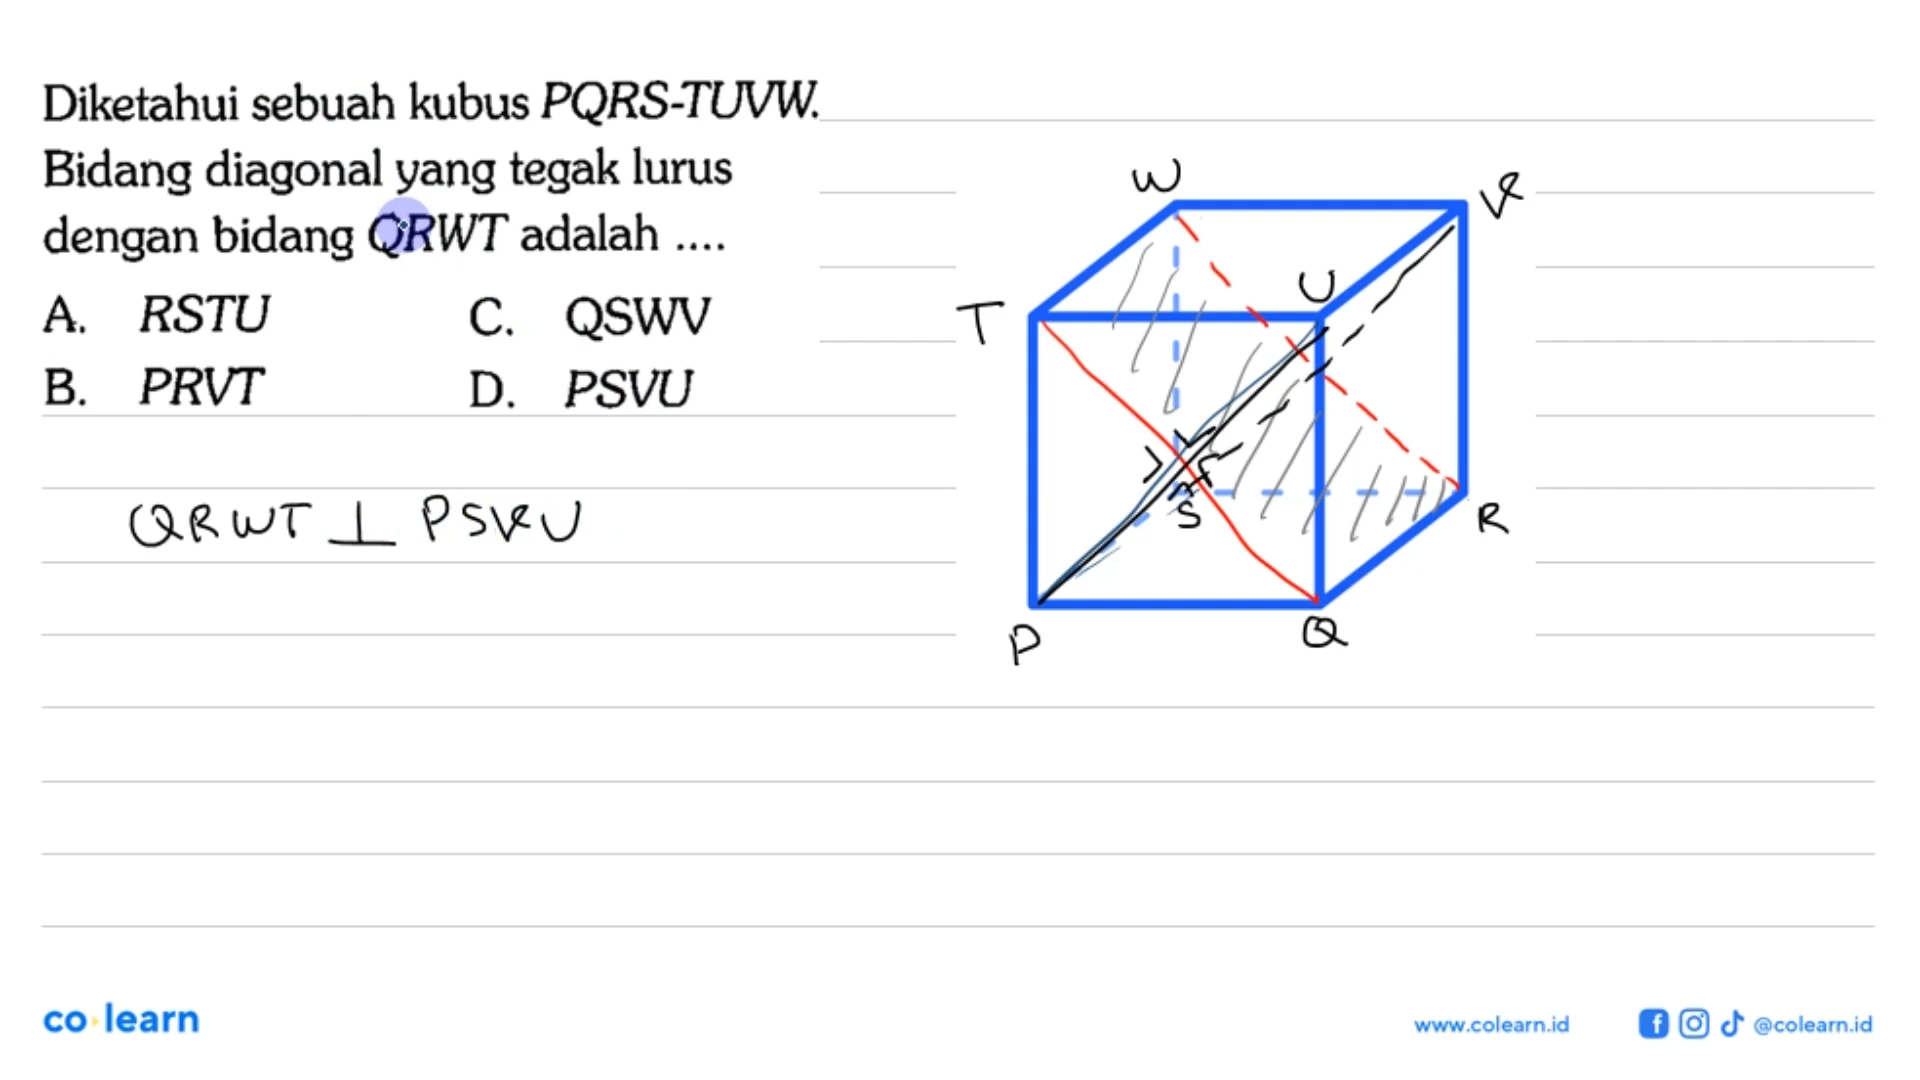 Diketahui sebuah kubus PQRS-TUVW.
Bidang diagonal yang tegak lurus
dengan bidang QRWT adalah ....
A. RSTU C. QSWV
B. PRVT D. PSVU
QRWT ⊥ PSVU
W V
T U
S R
P Q
co learn
www.colearn.id @colearn.id